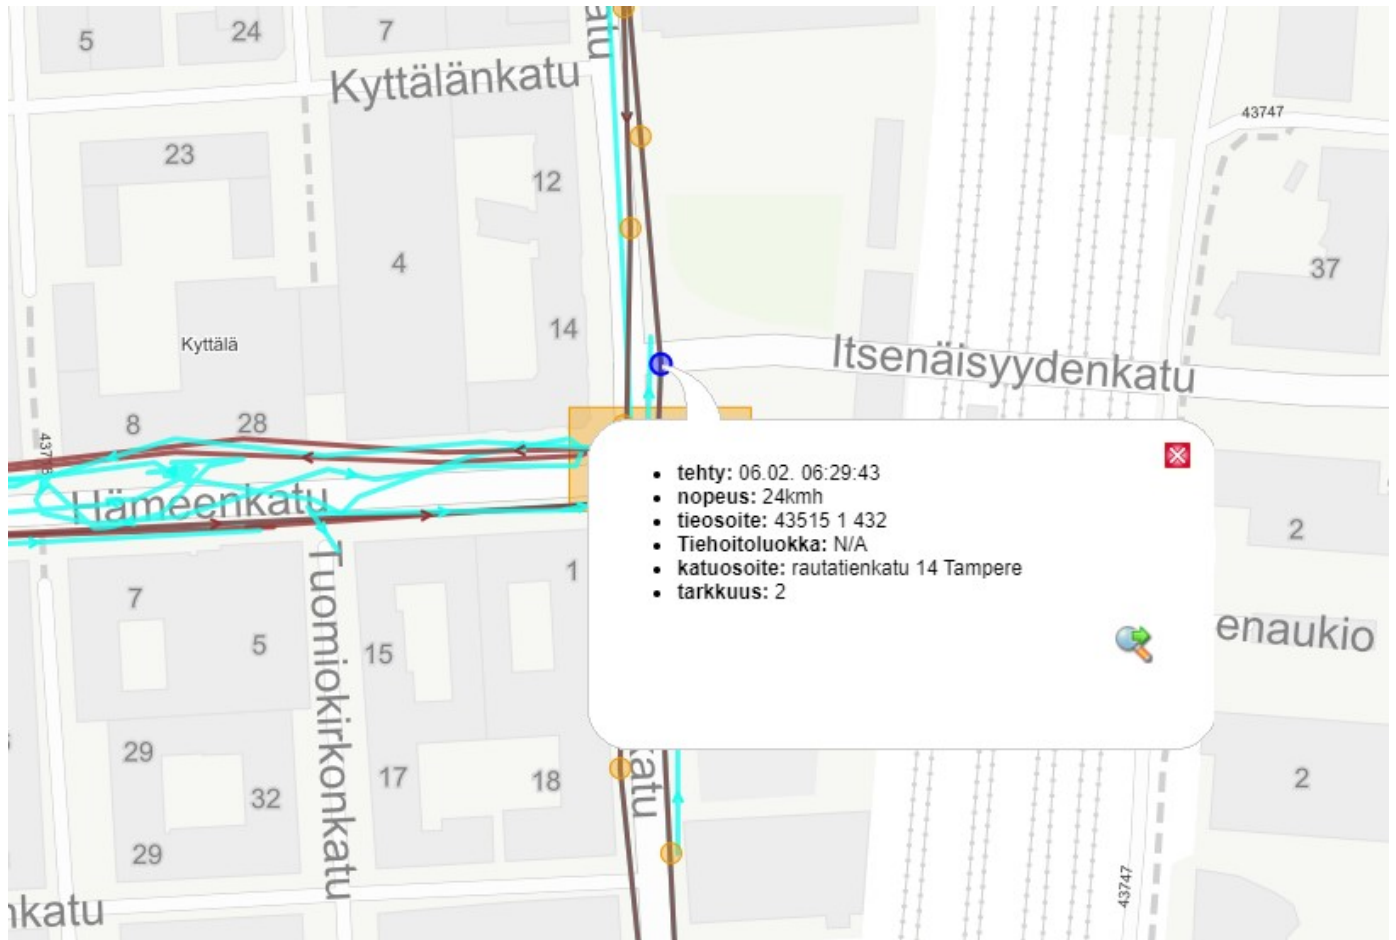 5
24
7
atu
Kyttälänkatu
43747
23
12
4
37
14
Kyttälä
Itsenäisyydenkatu
8
28
Hämeenkatu
• tehty: 06.02. 06:29:43
• nopeus: 24kmh
• tieosoite: 43515 1 432
• Tiehoitoluokka: N/A
• katuosoite: rautatienkatu 14 Tampere
• tarkkuus: 2
2
Tuomiokirkonkatu
1
7
5
15
enaukio
29
17
18
katu
2
32
29
43747
nkatu